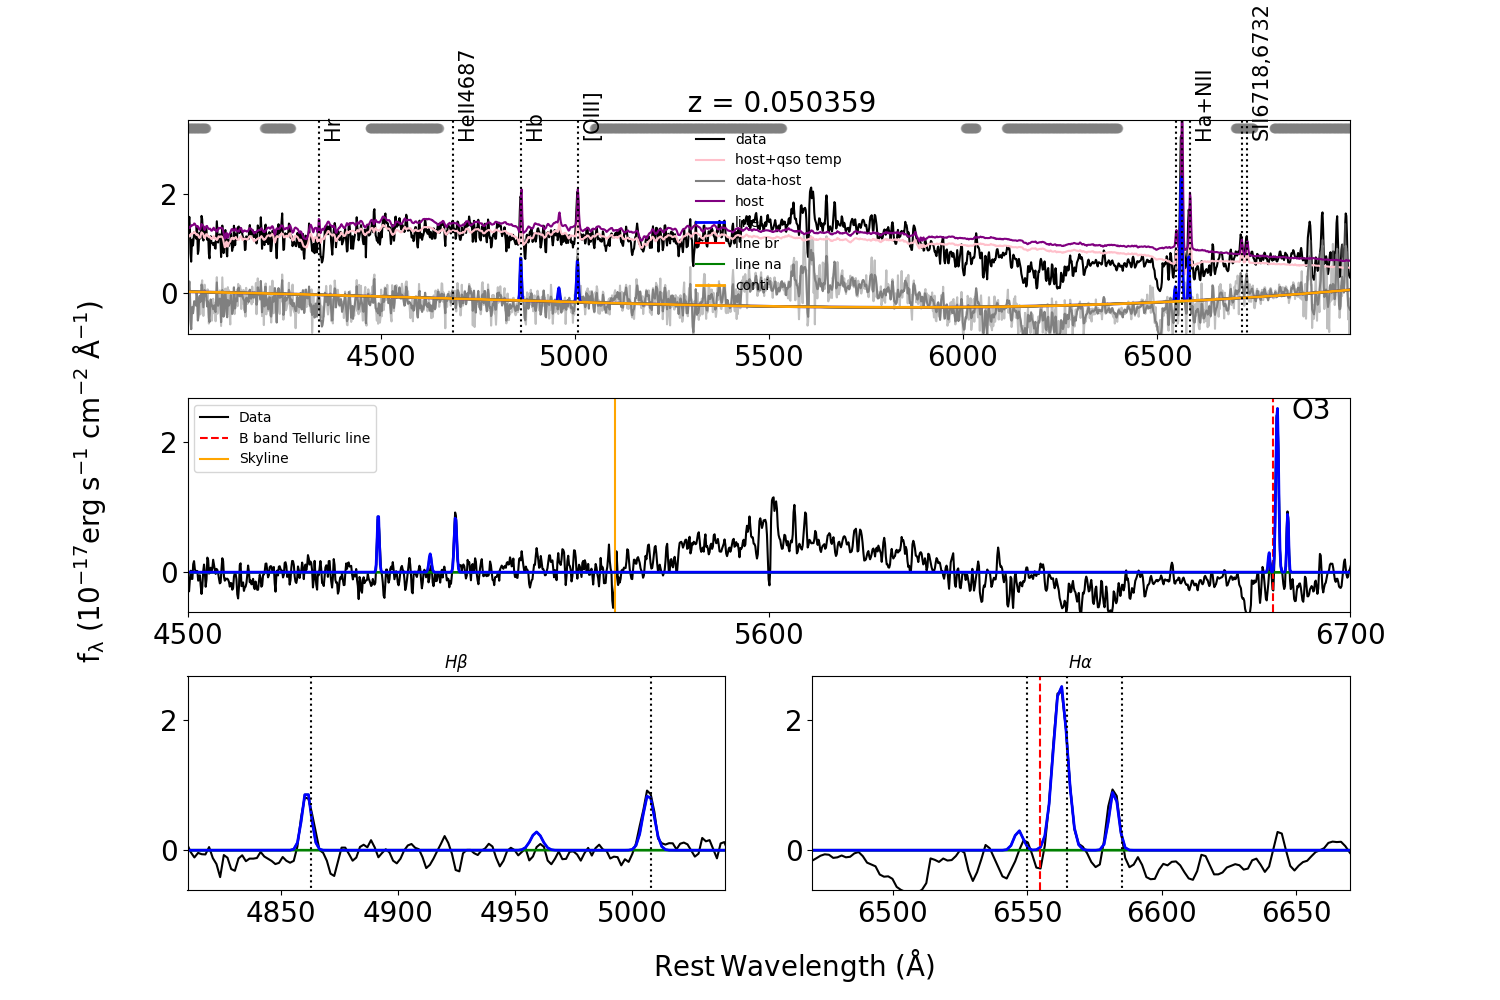 z = 0.050359
Hr
HeII4687
Hb
[OIII]
Ha+NII
SII6718,6732
data
host+qso temp
data-host
host
line
line br
line na
conti
2
0
4500 5000 5500 6000 6500
fλ (10−17erg s−1 cm−2 Å−1)
Data
B band Telluric line
Skyline
O3
2
0
4500 5600 6700
Hβ
Hα
2
0
4850 4900 4950 5000
2
0
6500 6550 6600 6650
Rest Wavelength (Å)